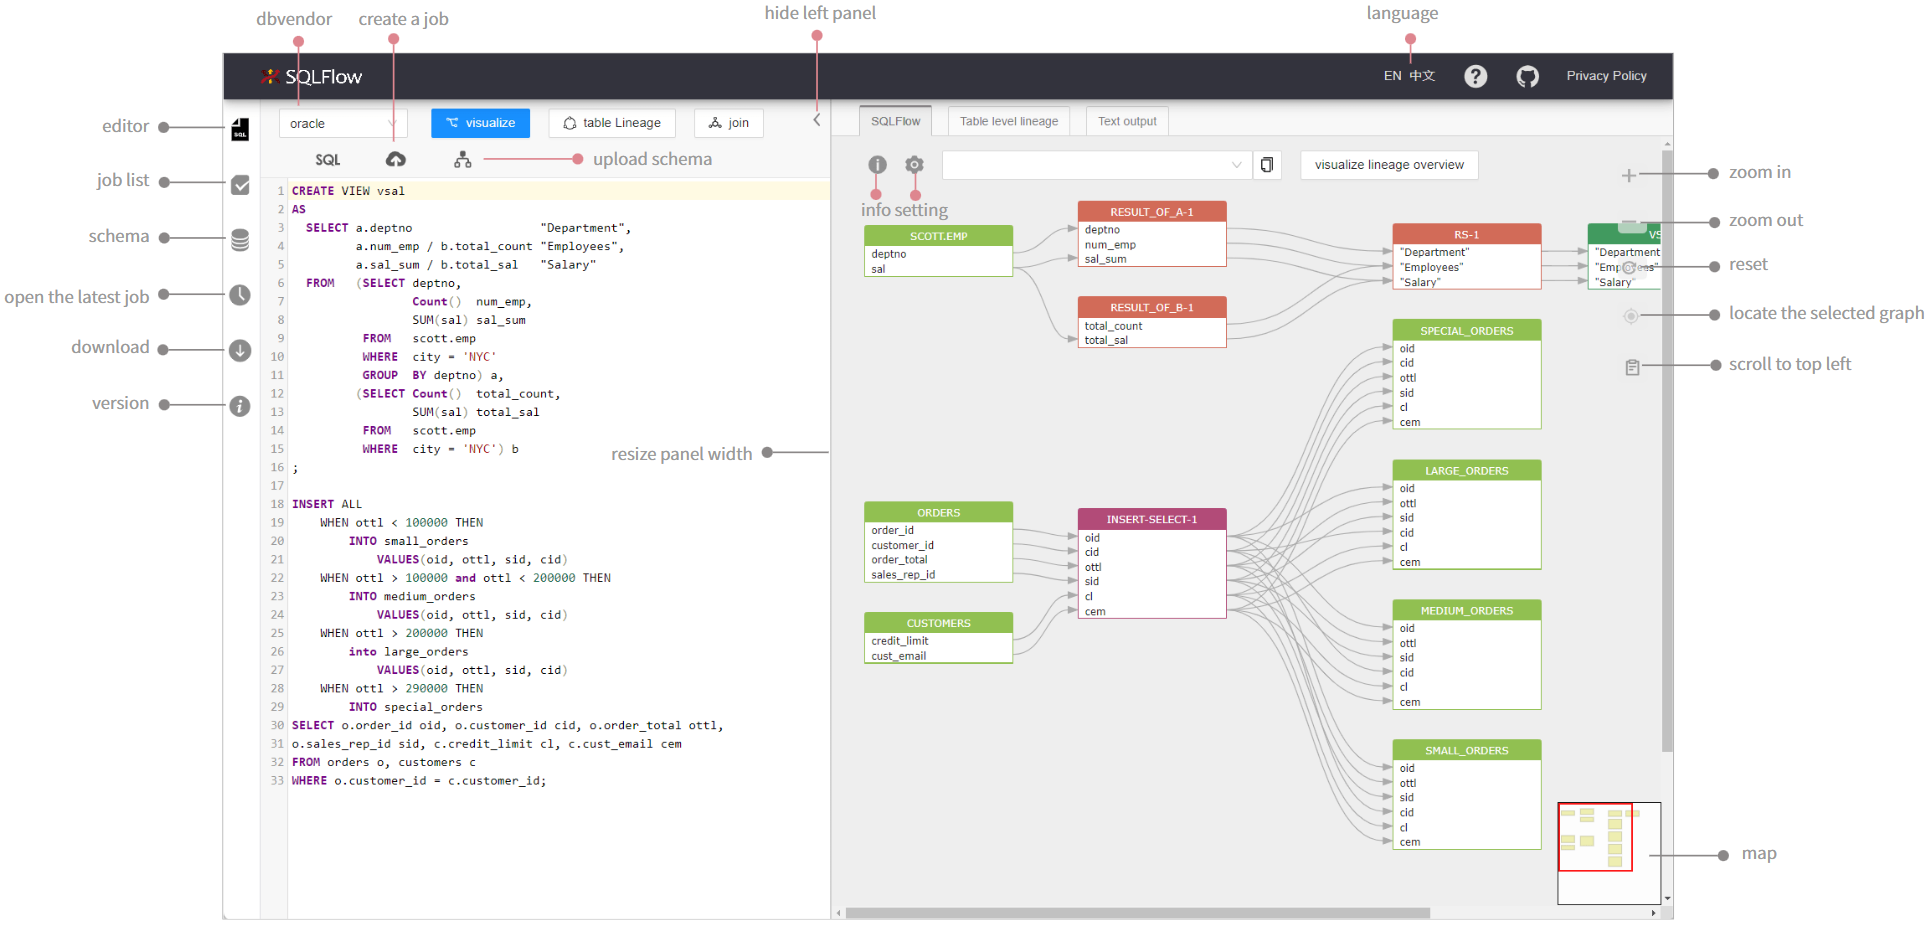 dbvendor
create a job
hide left panel
language
SQLFlow
EN 中文
Privacy Policy
editor
job list
schema
open the latest job
download
version
oracle
visualize
table Lineage
join
SQL
upload schema
1 CREATE VIEW vsal
2 AS
3 SELECT a.deptno "Department",
4 a.num_emp / b.total_count "Employees",
5 a.sal_sum / b.total_sal "Salary"
6 FROM (SELECT deptno,
7 Count() num_emp,
8 SUM(sal) sal_sum
9 FROM scott.emp
10 WHERE city = 'NYC'
11 GROUP BY deptno) a,
12 (SELECT Count() total_count,
13 SUM(sal) total_sal
14 FROM scott.emp
15 WHERE city = 'NYC') b
16 ;
17
18 INSERT ALL
19 WHEN ottl < 100000 THEN
20 INTO small_orders
21 VALUES(oid, ottl, sid, cid)
22 WHEN ottl > 100000 and ottl < 200000 THEN
23 INTO medium_orders
24 VALUES(oid, ottl, sid, cid)
25 WHEN ottl > 200000 THEN
26 into large_orders
27 VALUES(oid, ottl, sid, cid)
28 WHEN ottl > 290000 THEN
29 INTO special_orders
30 SELECT o.order_id oid, o.customer_id cid, o.order_total ottl,
31 o.sales_rep_id sid, c.credit_limit cl, c.cust_email cem
32 FROM orders o, customers c
33 WHERE o.customer_id = c.customer_id;
resize panel width
SQLFlow
Table level lineage
Text output
visualize lineage overview
info setting
SCOTT.EMP
deptno
sal
RESULT_OF_A-1
deptno
num_emp
sal_sum
RESULT_OF_B-1
total_count
total_sal
RS-1
"Department"
"Employees"
"Salary"
VS
"Department
"Employees"
"Salary"
ORDERS
order_id
customer_id
order_total
sales_rep_id
CUSTOMERS
credit_limit
cust_email
INSERT-SELECT-1
oid
cid
ottl
sid
cl
cem
SPECIAL_ORDERS
oid
cid
ottl
sid
cl
cem
LARGE_ORDERS
oid
ottl
sid
cid
cl
cem
MEDIUM_ORDERS
oid
ottl
sid
cid
cl
cem
SMALL_ORDERS
oid
ottl
sid
cid
cl
cem
zoom in
zoom out
reset
locate the selected graph
scroll to top left
map